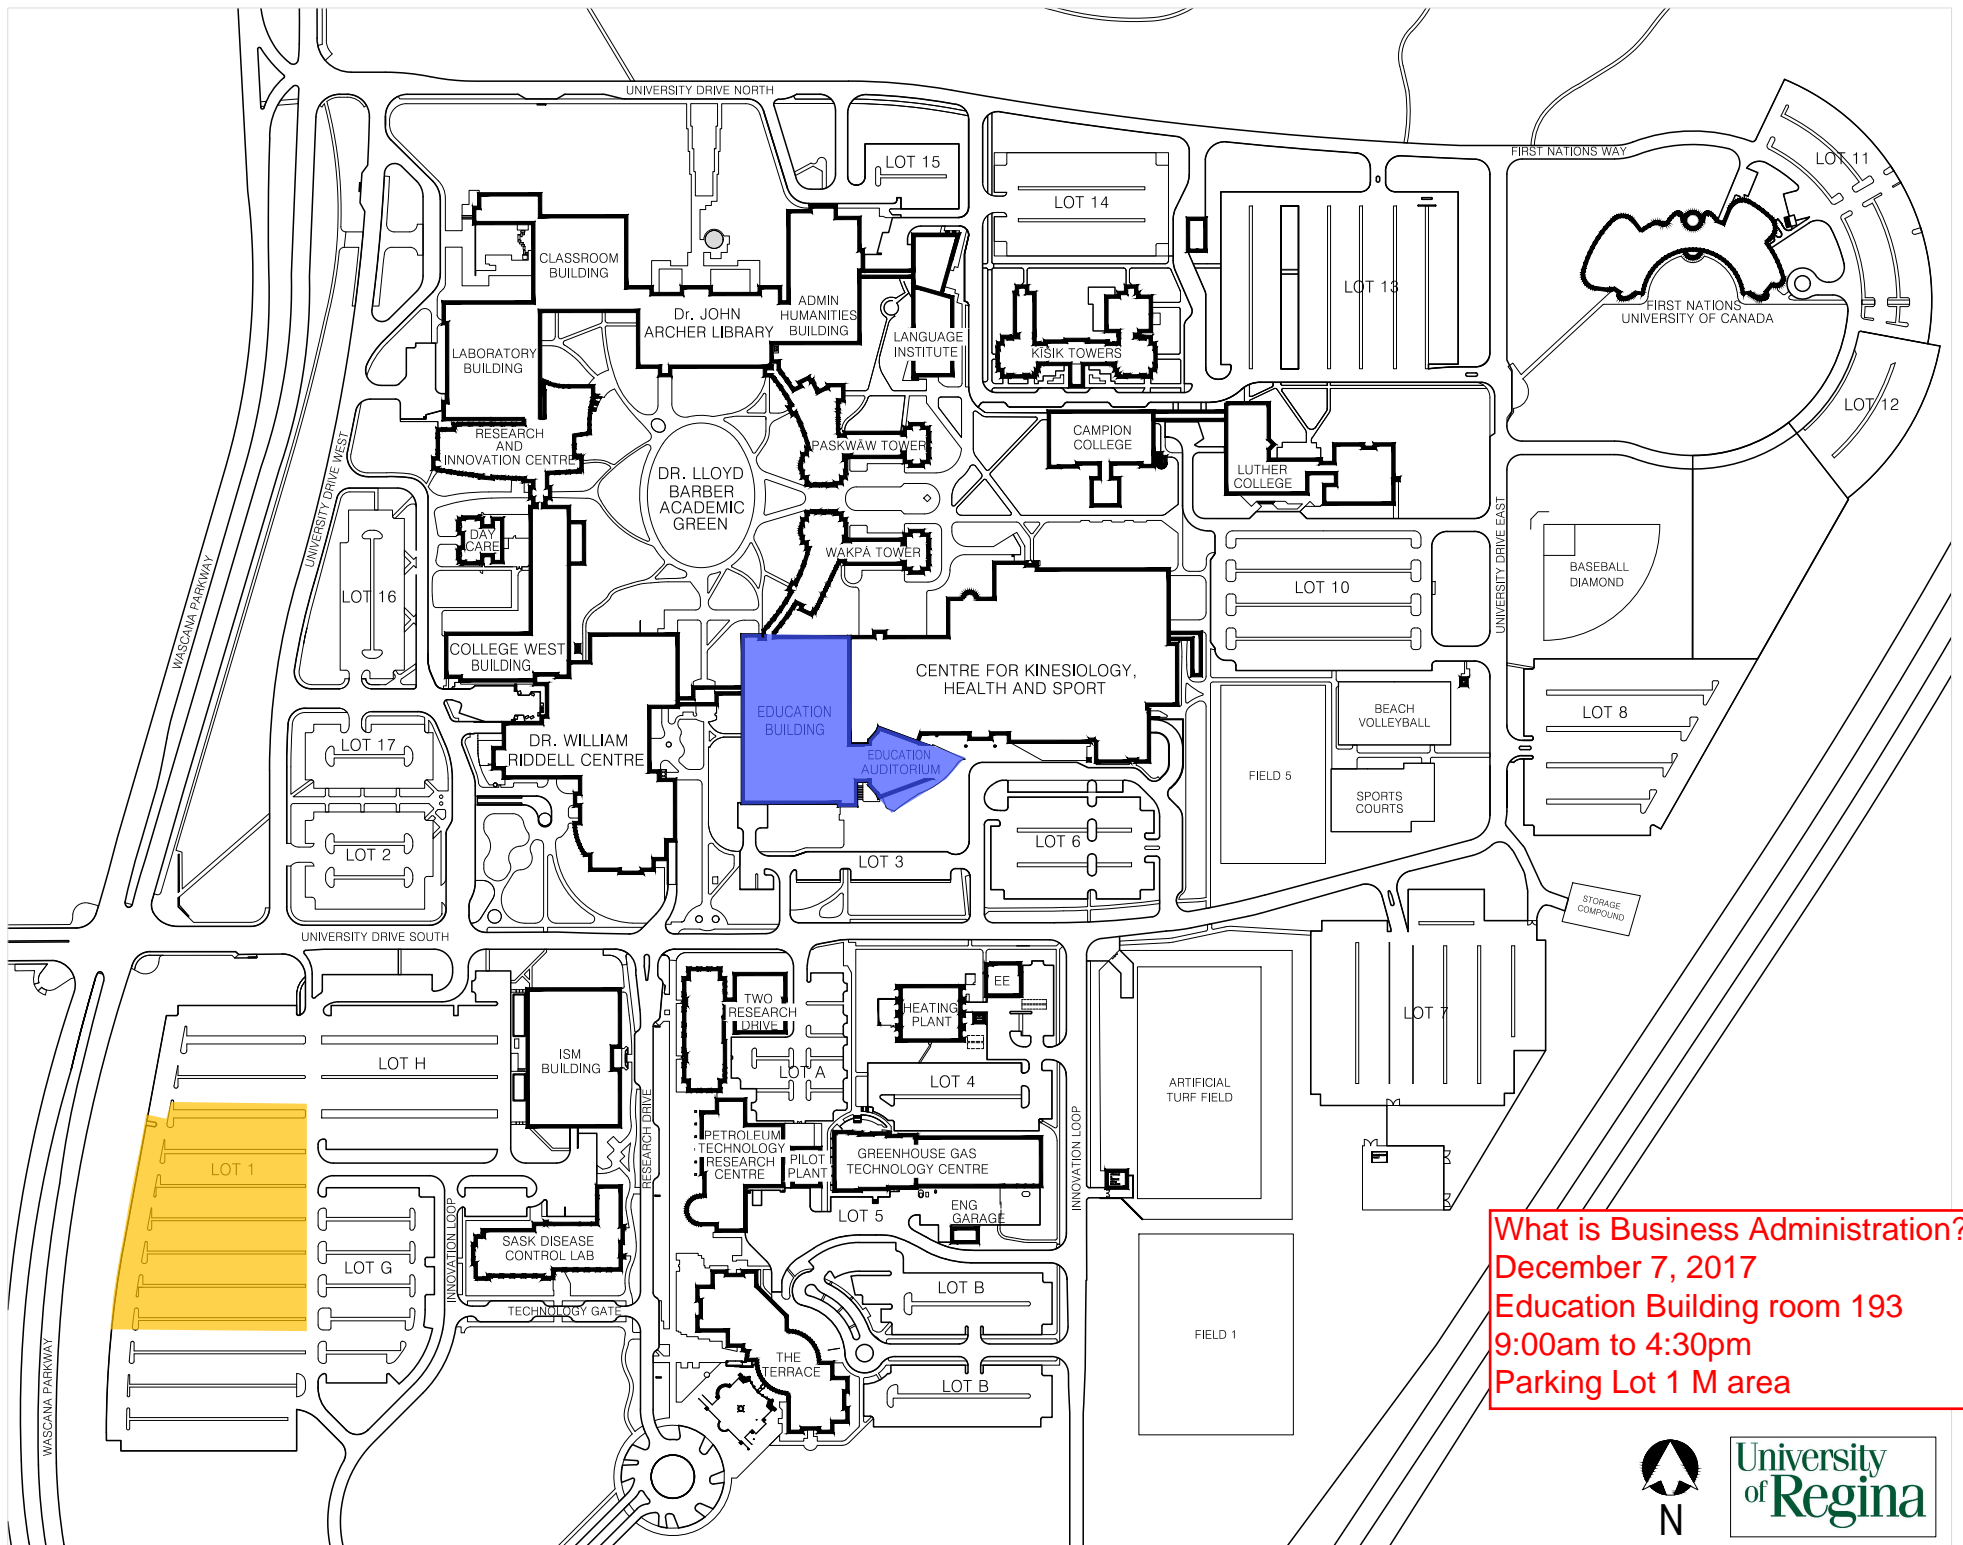 UNIVERSITY DRIVE NORTH
FIRST NATIONS WAY
LOT 11
LOT 15
LOT 14
CLASSROOM
BUILDING
LOT 13
ADMIN
HUMANITIES
BUILDING
Dr. JOHN
ARCHER LIBRARY
FIRST NATIONS
UNIVERSITY OF CANADA
LANGUAGE
INSTITUTE
KĪSIK TOWERS
LABORATORY
BUILDING
LOT 12
RESEARCH
AND
INNOVATION CENTRE
PASKWĀW TOWER
CAMPION
COLLEGE
LUTHER
COLLEGE
UNIVERSITY DRIVE WEST
DR. LLOYD
BARBER
ACADEMIC
GREEN
DAY
CARE
WAKPÁ TOWER
UNIVERSITY DRIVE EAST
BASEBALL
DIAMOND
LOT 10
LOT 16
WASCANA PARKWAY
COLLEGE WEST
BUILDING
CENTRE FOR KINESIOLOGY,
HEALTH AND SPORT
EDUCATION
BUILDING
BEACH
VOLLEYBALL
LOT 8
LOT 17
DR. WILLIAM
RIDDELL CENTRE
EDUCATION
AUDITORIUM
FIELD 5
SPORTS
COURTS
LOT 2
LOT 3
LOT 6
STORAGE
COMPOUND
UNIVERSITY DRIVE SOUTH
TWO
RESEARCH
DRIVE
EE
HEATING
PLANT
LOT 7
LOT H
ISM
BUILDING
LOT A
LOT 4
ARTIFICIAL
TURF FIELD
RESEARCH DRIVE
INNOVATION LOOP
PETROLEUM
TECHNOLOGY
RESEARCH
CENTRE
PILOT
PLANT
GREENHOUSE GAS
TECHNOLOGY CENTRE
LOT 1
LOT 5
ENG
GARAGE
INNOVATION LOOP
SASK DISEASE
CONTROL LAB
LOT G
LOT B
TECHNOLOGY GATE
FIELD 1
THE
TERRACE
LOT B
WASCANA PARKWAY
What is Business Administration?
December 7, 2017
Education Building room 193
9:00am to 4:30pm
Parking Lot 1 M area
N
University
of Regina